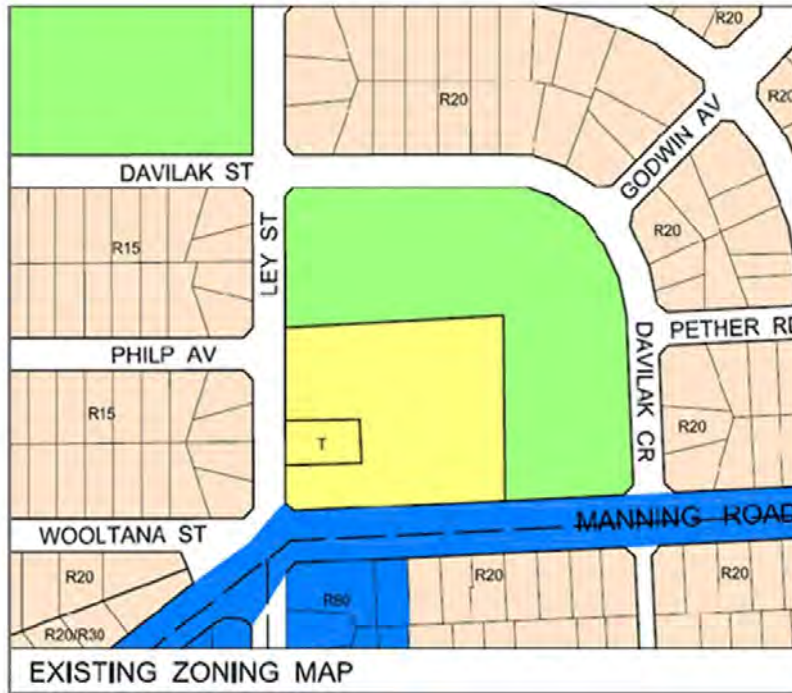 R20
R20
R20
GODWIN AV
DAVILAK ST
R20
R15
LEY ST
PETHER RD
PHILP AV
DAVILAK CR
R15
R20
T
MANNING ROAD
WOOLTANA ST
R20
R20
R20
R80
R20/R30
EXISTING ZONING MAP